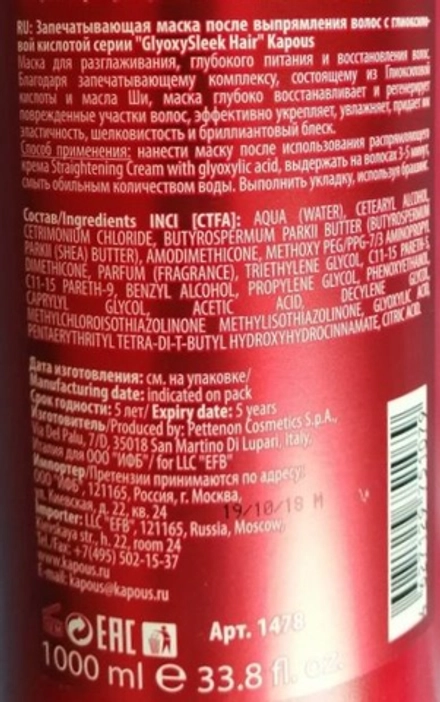 RU: Запечатывающая маска после выпрямления волос с глиоксило-
вой кислотой серии "GlyoxySleek Hair" Kapous
Маска для разглаживания, глубокого питания и восстановления волос.
Благодаря запечатывающему комплексу, состоящему из Глиоксиловой
кислоты и масла Ши, маска глубоко восстанавливает и регенерирует
поврежденные участки волос, эффективно укрепляет, увлажняет, придает им
эластичность, шелковистость и бриллиантовый блеск.
Способ применения: нанести маску после использования распрямляющего
крема Straightening Cream with glyoxylic acid, выдержать на волосах 3-5 минут,
смыть обильным количеством воды. Выполнить укладку, используя брашинг.
Состав/Ingredients INCI [CTFA]: AQUA (WATER), CETEARYL ALCOHOL,
CETRIMONIUM CHLORIDE, BUTYROSPERMUM PARKII BUTTER (BUTYROSPERMUM
PARKII (SHEA) BUTTER), AMODIMETHICONE, METHOXY PEG/PPG-7/3 AMINOPROPYL
DIMETHICONE, PARFUM (FRAGRANCE), TRIETHYLENE GLYCOL, C11-15 PARETH-5,
C11-15 PARETH-9, BENZYL ALCOHOL, PROPYLENE GLYCOL, PHENOXYETHANOL,
CAPRYLYL GLYCOL, ACETIC ACID, DECYLENE GLYCOL,
METHYLCHLOROISOTHIAZOLINONE METHYLISOTHIAZOLINONE, GLYOXYLIC ACID,
PENTAERYTHRITYL TETRA-DI-T-BUTYL HYDROXYHYDROCINNAMATE, CITRIC ACID.
Дата изготовления: см. на упаковке/
Manufacturing date: indicated on pack
Срок годности: 5 лет/ Expiry date: 5 years
Изготовитель/Produced by: Pettenon Cosmetics S.p.A.,
Via Del Palu, 7/D, 35018 San Martino Di Lupari, Italy,
Италия для ООО "ИФБ"/ for LLC "EFB"
Импортер/Претензии принимаются по адресу:
ООО "ИФБ", 121165, Россия, г. Москва,
ул. Киевская, д. 22, кв. 24
19/10/18 M
Importer: LLC "EFB", 121165, Russia, Moscow,
Kievskaya str., h. 22, room 24
Tel./Fax: +7(495) 502-15-37
www.kapous.ru
E-mail: kapous@kapous.ru
EAC
Арт. 1478
1000 ml e 33.8 fl. oz.